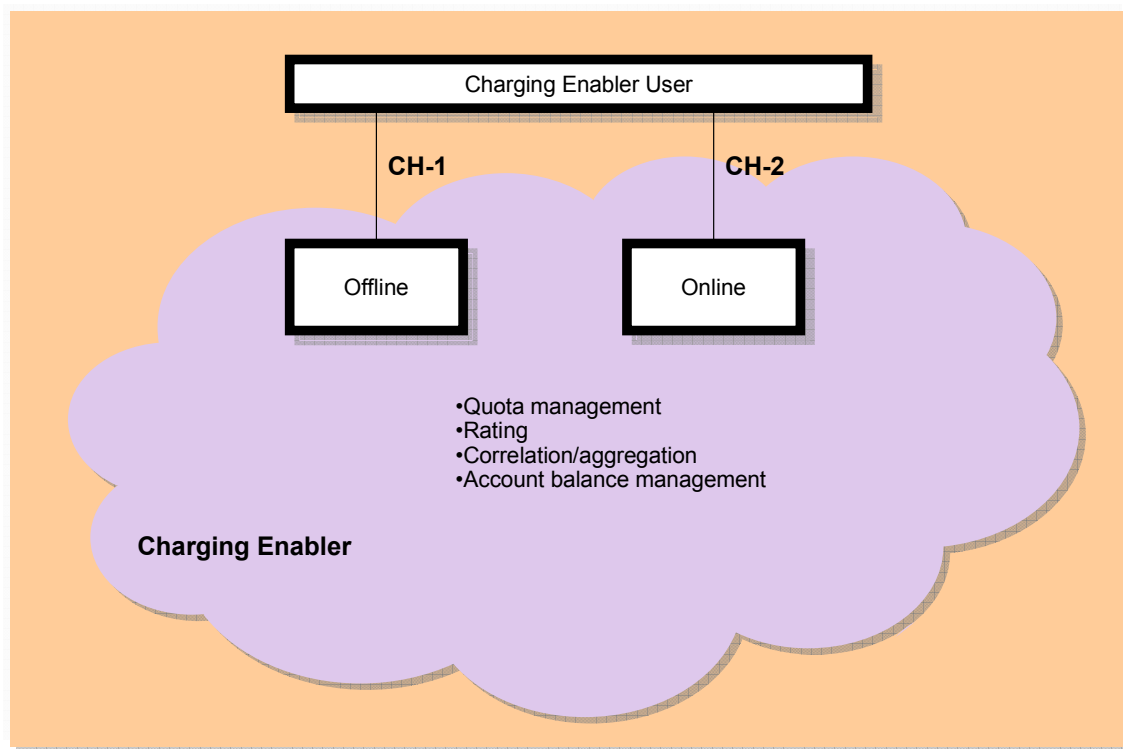 Charging Enabler User
CH-1
CH-2
Offline
Online
•Quota management
•Rating
•Correlation/aggregation
•Account balance management
Charging Enabler